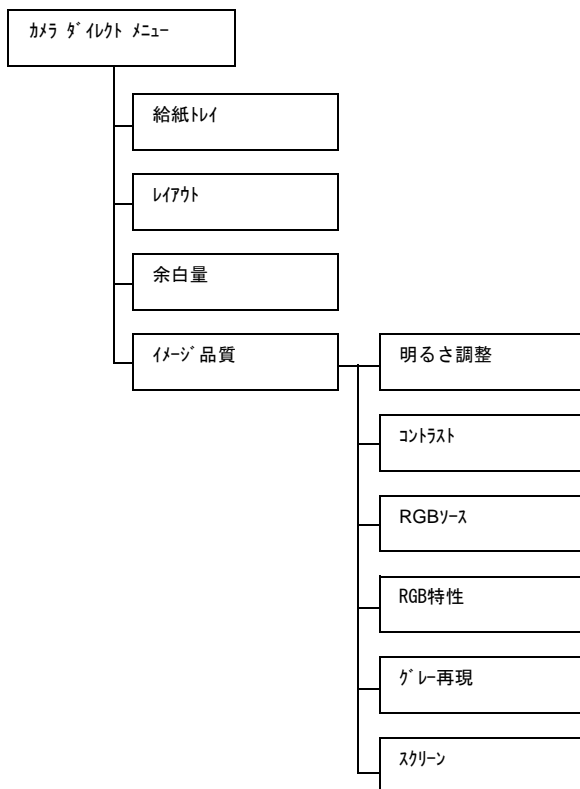 ｶﾒﾗ ﾀﾞｲﾚｸﾄ ﾒﾆｭｰ
給紙ﾄﾚｲ
ﾚｲｱｳﾄ
余白量
ｲﾒｰｼﾞ品質
明るさ調整
ｺﾝﾄﾗｽﾄ
RGBｿｰｽ
RGB特性
ｸﾞﾚｰ再現
ｽｸﾘｰﾝ